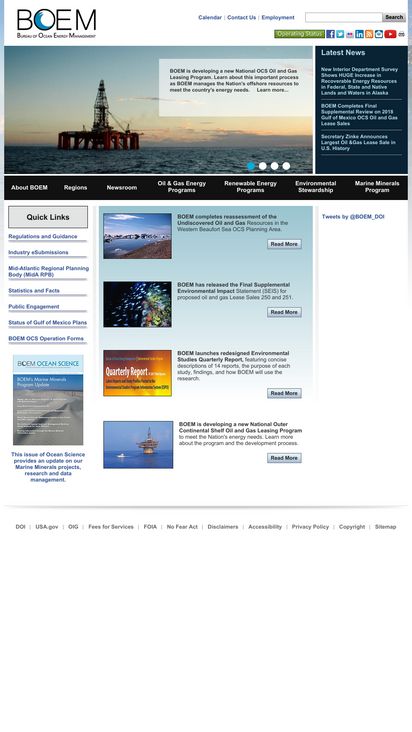 BOEM
BUREAU OF OCEAN ENERGY MANAGEMENT
Calendar | Contact Us | Employment
Search
Operating Status
BOEM is developing a new National OCS Oil and Gas
Leasing Program. Learn about this important process
as BOEM manages the Nation's offshore resources to
meet the country's energy needs. Learn more...
Latest News
New Interior Department Survey
Shows HUGE Increase in
Recoverable Energy Resources
in Federal, State and Native
Lands and Waters in Alaska
BOEM Completes Final
Supplemental Review on 2018
Gulf of Mexico OCS Oil and Gas
Lease Sales
Secretary Zinke Announces
Largest Oil &Gas Lease Sale in
U.S. History
About BOEM
Regions
Newsroom
Oil & Gas Energy
Programs
Renewable Energy
Programs
Environmental
Stewardship
Marine Minerals
Program
Quick Links
Regulations and Guidance
Industry eSubmissions
Mid-Atlantic Regional Planning
Body (MidA RPB)
Statistics and Facts
Public Engagement
Status of Gulf of Mexico Plans
BOEM OCS Operation Forms
BOEM OCEAN SCIENCE
BOEM's Marine Minerals
Program Update
This issue of Ocean Science
provides an update on our
Marine Minerals projects,
research and data
management.
BOEM completes reassessment of the
Undiscovered Oil and Gas Resources in the
Western Beaufort Sea OCS Planning Area.
Read More
BOEM has released the Final Supplemental
Environmental Impact Statement (SEIS) for
proposed oil and gas Lease Sales 250 and 251.
Read More
Quarterly Report
BOEM launches redesigned Environmental
Studies Quarterly Report, featuring concise
descriptions of 14 reports, the purpose of each
study, findings, and how BOEM will use the
research.
Read More
BOEM is developing a new National Outer
Continental Shelf Oil and Gas Leasing Program
to meet the Nation's energy needs. Learn more
about the program and the development process.
Read More
Tweets by @BOEM_DOI
DOI | USA.gov | OIG | Fees for Services | FOIA | No Fear Act | Disclaimers | Accessibility | Privacy Policy | Copyright | Sitemap